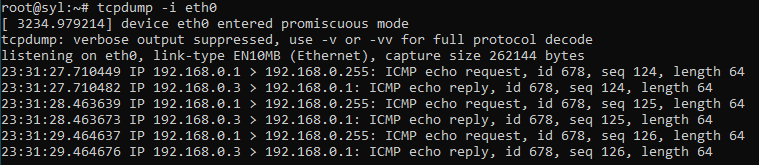 root@syl:~# tcpdump -i eth0
[ 3234.979214] device eth0 entered promiscuous mode
tcpdump: verbose output suppressed, use -v or -vv for full protocol decode
listening on eth0, link-type EN10MB (Ethernet), capture size 262144 bytes
23:31:27.710449 IP 192.168.0.1 > 192.168.0.255: ICMP echo request, id 678, seq 124, length 64
23:31:27.710482 IP 192.168.0.3 > 192.168.0.1: ICMP echo reply, id 678, seq 124, length 64
23:31:28.463639 IP 192.168.0.1 > 192.168.0.255: ICMP echo request, id 678, seq 125, length 64
23:31:28.463673 IP 192.168.0.3 > 192.168.0.1: ICMP echo reply, id 678, seq 125, length 64
23:31:29.464637 IP 192.168.0.1 > 192.168.0.255: ICMP echo request, id 678, seq 126, length 64
23:31:29.464676 IP 192.168.0.3 > 192.168.0.1: ICMP echo reply, id 678, seq 126, length 64